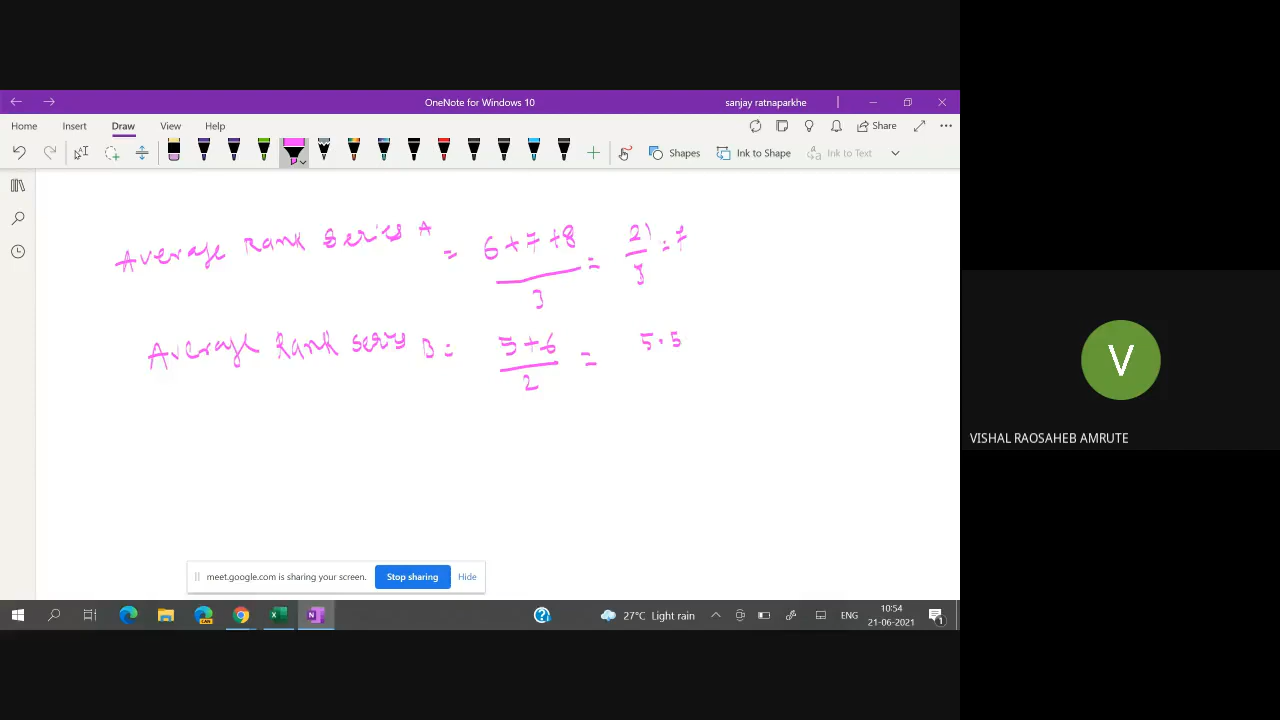 OneNote for Windows 10
sanjay ratnaparkhe
Home Insert Draw View Help
Share
Shapes Ink to Shape Ink to Text
Average Rank Series A = 6+7+8 / 3 = 21 / 3 = 7
Average Rank Series B = 5+6 / 2 = 5.5
V
VISHAL RAOSAHEB AMRUTE
meet.google.com is sharing your screen. Stop sharing Hide
27°C Light rain ENG 10:54
21-06-2021